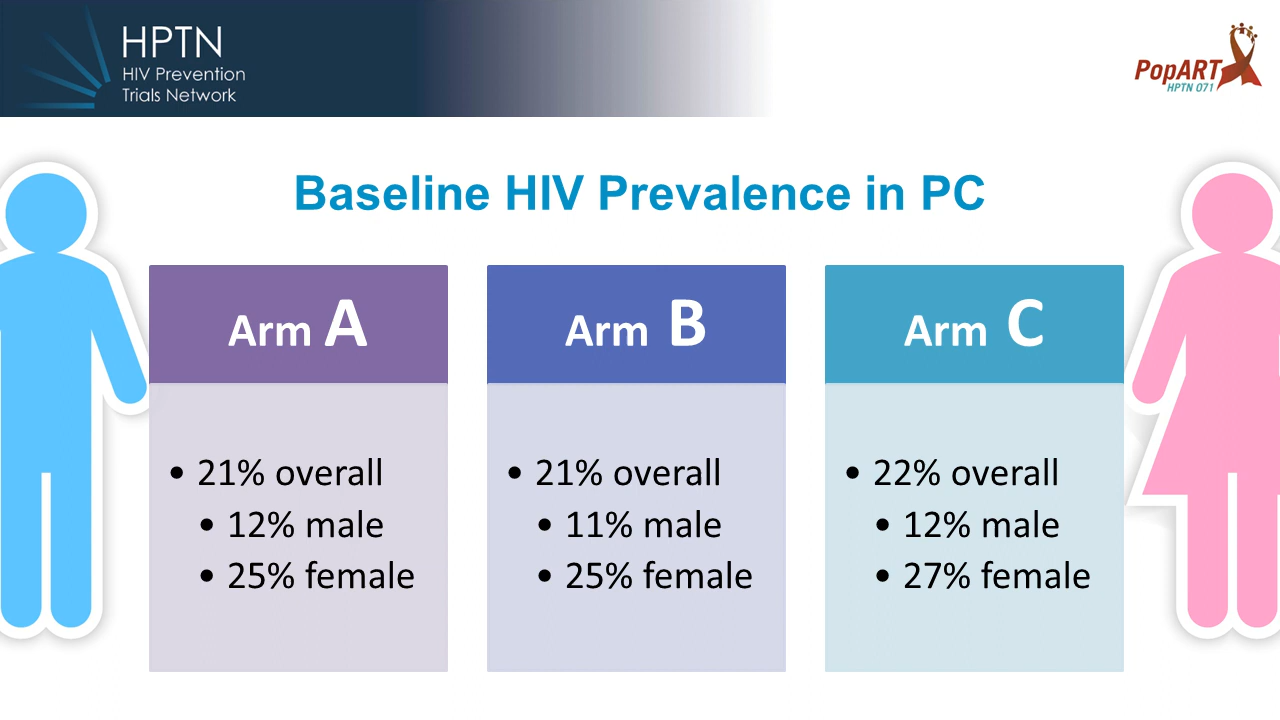 HPTN
HIV Prevention
Trials Network
PopART
HPTN 071
Baseline HIV Prevalence in PC
Arm A
• 21% overall
• 12% male
• 25% female
Arm B
• 21% overall
• 11% male
• 25% female
Arm C
• 22% overall
• 12% male
• 27% female